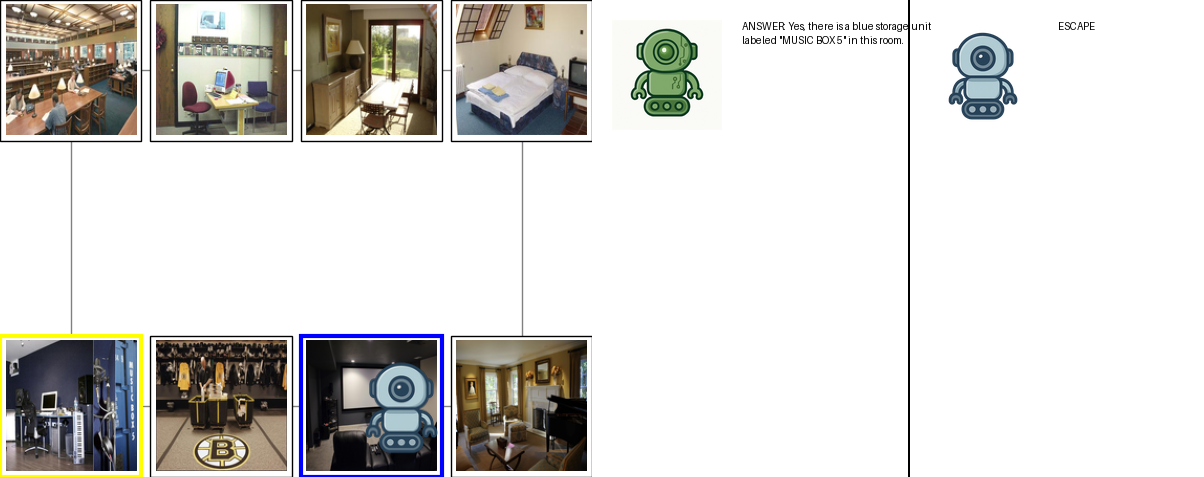 ANSWER: Yes, there is a blue storage unit
labeled "MUSIC BOX 5" in this room.
ESCAPE
MUSIC BOX 5
B